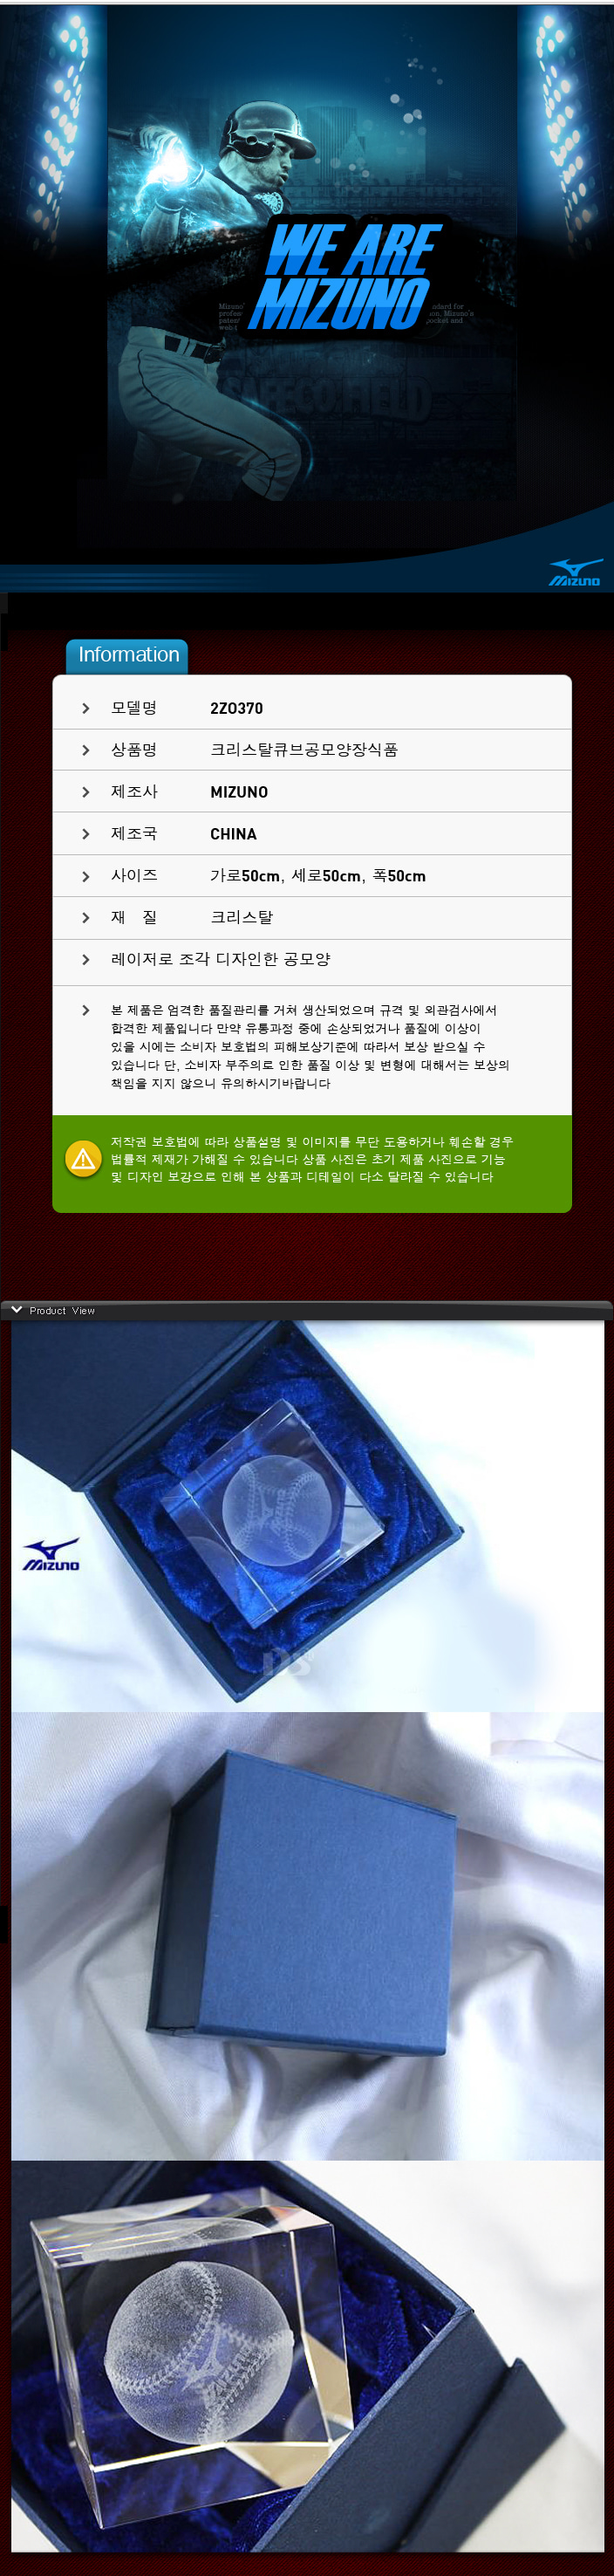 WE ARE
MIZUNO
SAFECO FIELD
MIZUNO
Information
모델명 2ZO370
상품명 크리스탈큐브공모양장식품
제조사 MIZUNO
제조국 CHINA
사이즈 가로50cm, 세로50cm, 폭50cm
재 질 크리스탈
레이저로 조각 디자인한 공모양
본 제품은 엄격한 품질관리를 거쳐 생산되었으며 규격 및 외관검사에서
합격한 제품입니다 만약 유통과정 중에 손상되었거나 품질에 이상이
있을 시에는 소비자 보호법의 피해보상기준에 따라서 보상 받으실 수
있습니다 단, 소비자 부주의로 인한 품질 이상 및 변형에 대해서는 보상의
책임을 지지 않으니 유의하시기바랍니다
저작권 보호법에 따라 상품설명 및 이미지를 무단 도용하거나 훼손할 경우
법률적 제재가 가해질 수 있습니다 상품 사진은 초기 제품 사진으로 기능
및 디자인 보강으로 인해 본 상품과 디테일이 다소 달라질 수 있습니다
Product View
MIZUNO